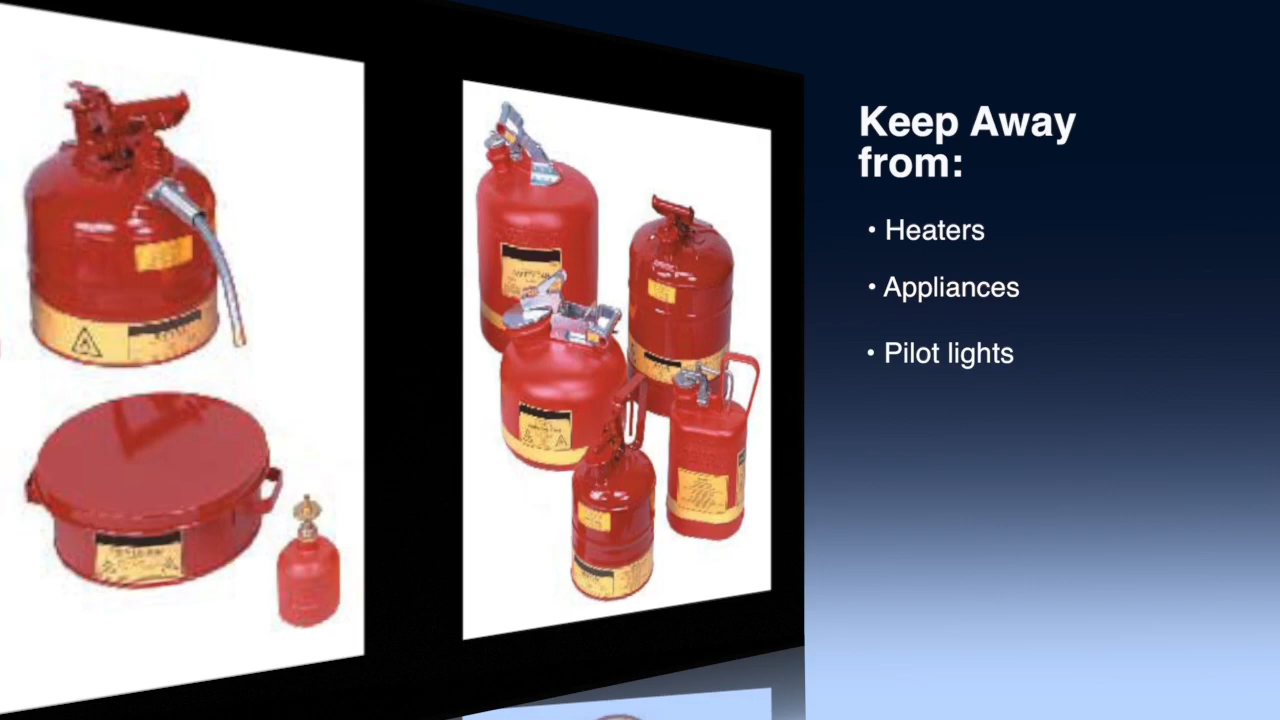 Keep Away
from:
• Heaters
• Appliances
• Pilot lights